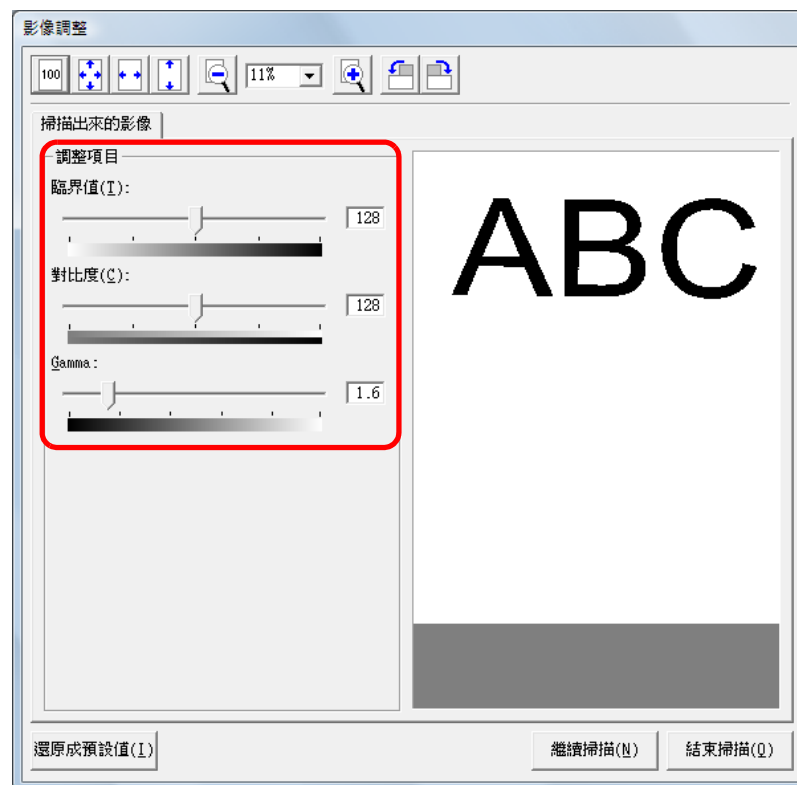 影像調整
100
11%
掃描出來的影像
調整項目
臨界值(T):
128
對比度(C):
128
Gamma:
1.6
ABC
還原成預設值(I)
繼續掃描(N)
結束掃描(Q)